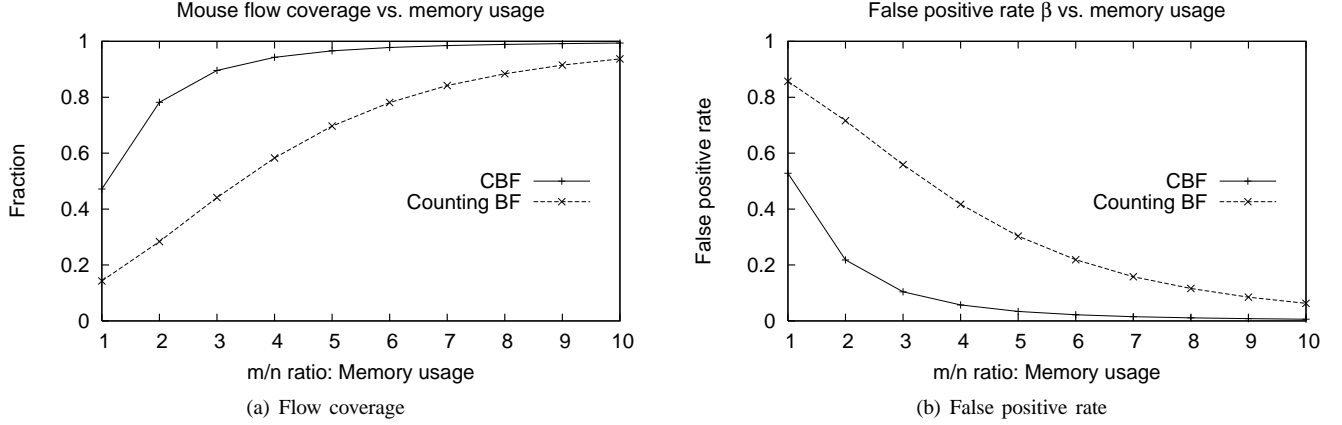 Mouse flow coverage vs. memory usage
1
0.8
0.6
0.4
0.2
0
Fraction
CBF
Counting BF
1 2 3 4 5 6 7 8 9 10
m/n ratio: Memory usage
(a) Flow coverage
False positive rate β vs. memory usage
1
0.8
0.6
0.4
0.2
0
False positive rate
CBF
Counting BF
1 2 3 4 5 6 7 8 9 10
m/n ratio: Memory usage
(b) False positive rate